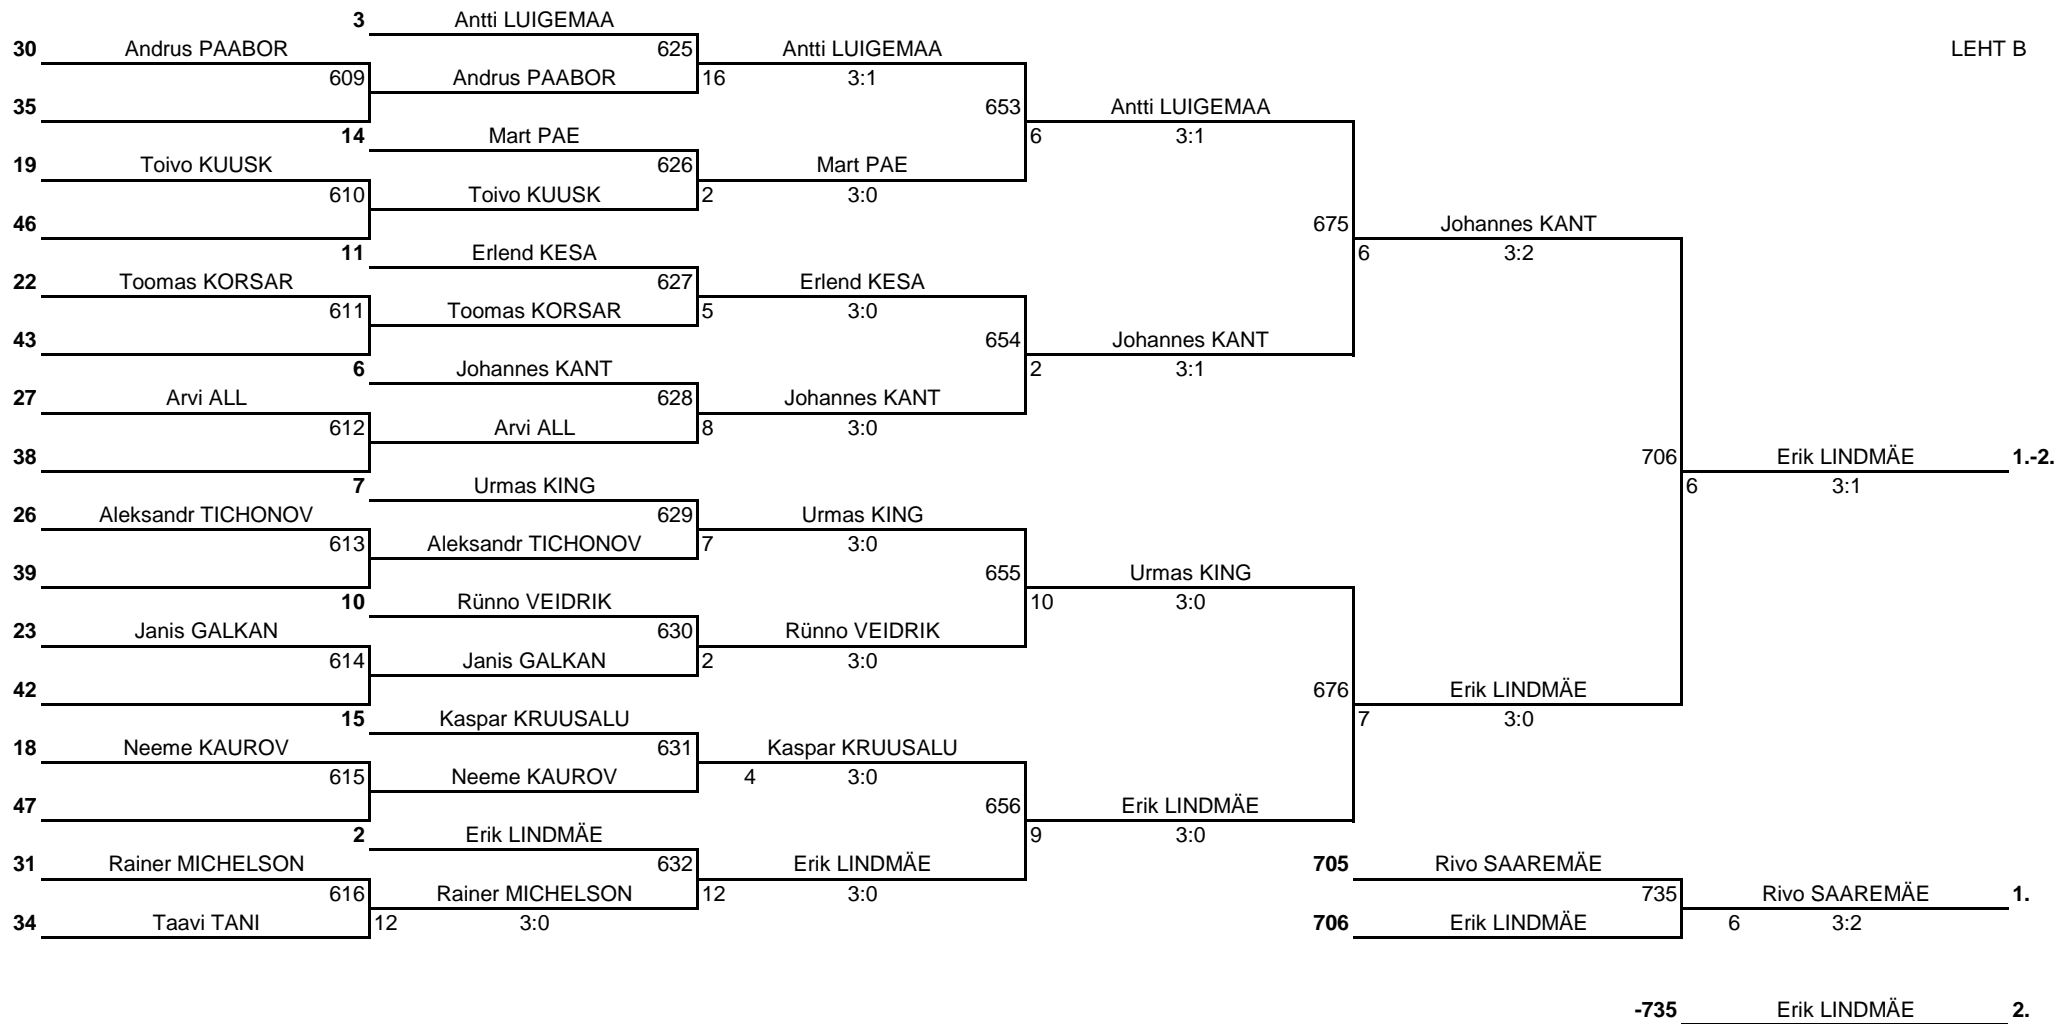 3 Antti LUIGEMAA
30 Andrus PAABOR 625 Antti LUIGEMAA LEHT B
609 Andrus PAABOR 16 3:1
35 653 Antti LUIGEMAA
14 Mart PAE 6 3:1
19 Toivo KUUSK 626 Mart PAE
610 Toivo KUUSK 2 3:0
46 675 Johannes KANT
11 Erlend KESA 6 3:2
22 Toomas KORSAR 627 Erlend KESA
611 Toomas KORSAR 5 3:0
43 654 Johannes KANT
6 Johannes KANT 2 3:1
27 Arvi ALL 628 Johannes KANT
612 Arvi ALL 8 3:0
38 706 Erik LINDMÄE 1.-2.
7 Urmas KING 6 3:1
26 Aleksandr TICHONOV 629 Urmas KING
613 Aleksandr TICHONOV 7 3:0
39 655 Urmas KING
10 Rünno VEIDRIK 10 3:0
23 Janis GALKAN 630 Rünno VEIDRIK
614 Janis GALKAN 2 3:0
42 676 Erik LINDMÄE
15 Kaspar KRUUSALU 7 3:0
18 Neeme KAUROV 631 Kaspar KRUUSALU
615 Neeme KAUROV 4 3:0
47 656 Erik LINDMÄE
2 Erik LINDMÄE 9 3:0
31 Rainer MICHELSON 632 Erik LINDMÄE 705 Rivo SAAREMÄE
616 Rainer MICHELSON 12 3:0 735 Rivo SAAREMÄE 1.
34 Taavi TANI 12 3:0 706 Erik LINDMÄE 6 3:2
-735 Erik LINDMÄE 2.